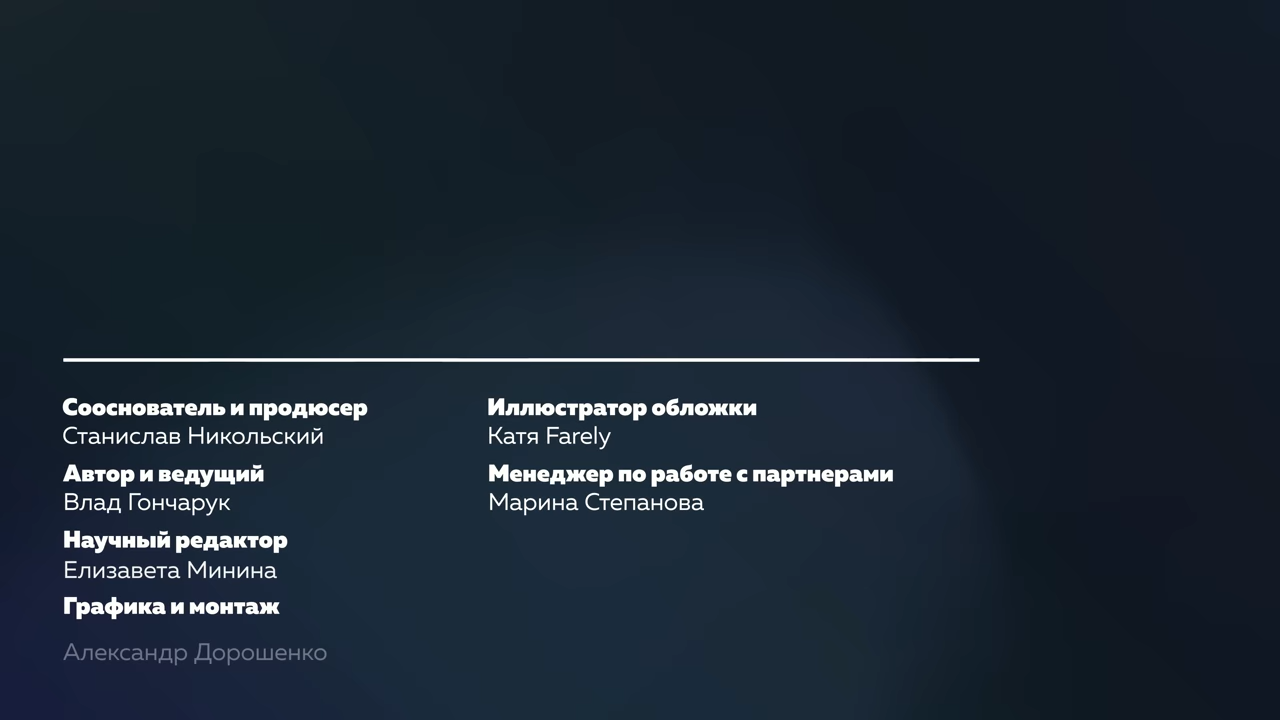 Сооснователь и продюсер
Станислав Никольский
Автор и ведущий
Влад Гончарук
Научный редактор
Елизавета Минина
Графика и монтаж
Александр Дорошенко
Иллюстратор обложки
Катя Farely
Менеджер по работе с партнерами
Марина Степанова